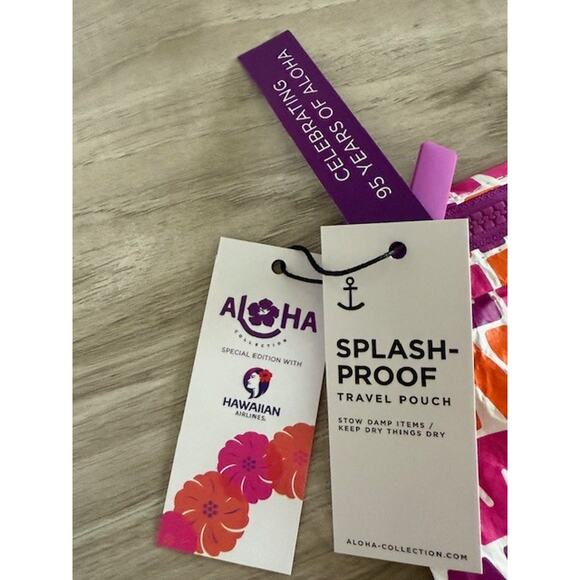 CELEBRATING
95 YEARS OF ALOHA
ALOHA
COLLECTION
SPECIAL EDITION WITH
HAWAIIAN
AIRLINES.
SPLASH-
PROOF
TRAVEL POUCH
STOW DAMP ITEMS /
KEEP DRY THINGS DRY
ALOHA-COLLECTION.COM